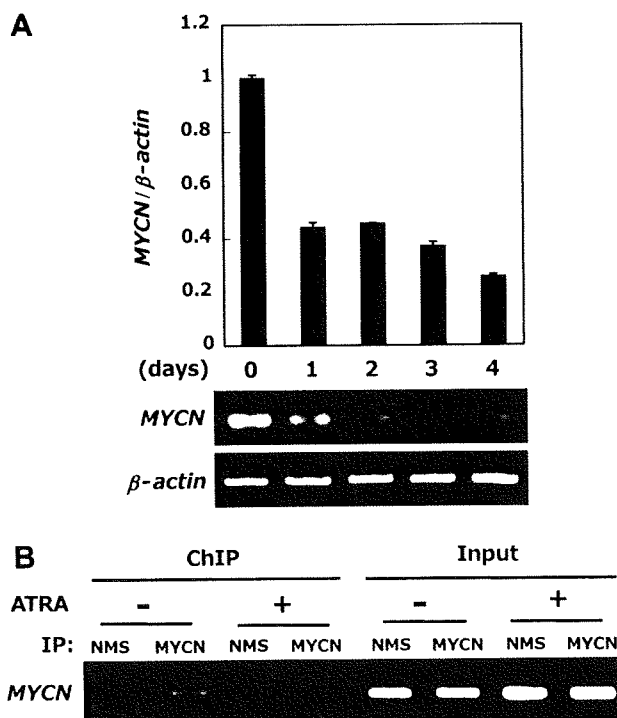 A
1.2
1
0.8
0.6
0.4
0.2
0
MYCN/β-actin
(days) 0 1 2 3 4
MYCN
β-actin
B
ChIP Input
ATRA - + - +
IP: NMS MYCN NMS MYCN NMS MYCN NMS MYCN
MYCN